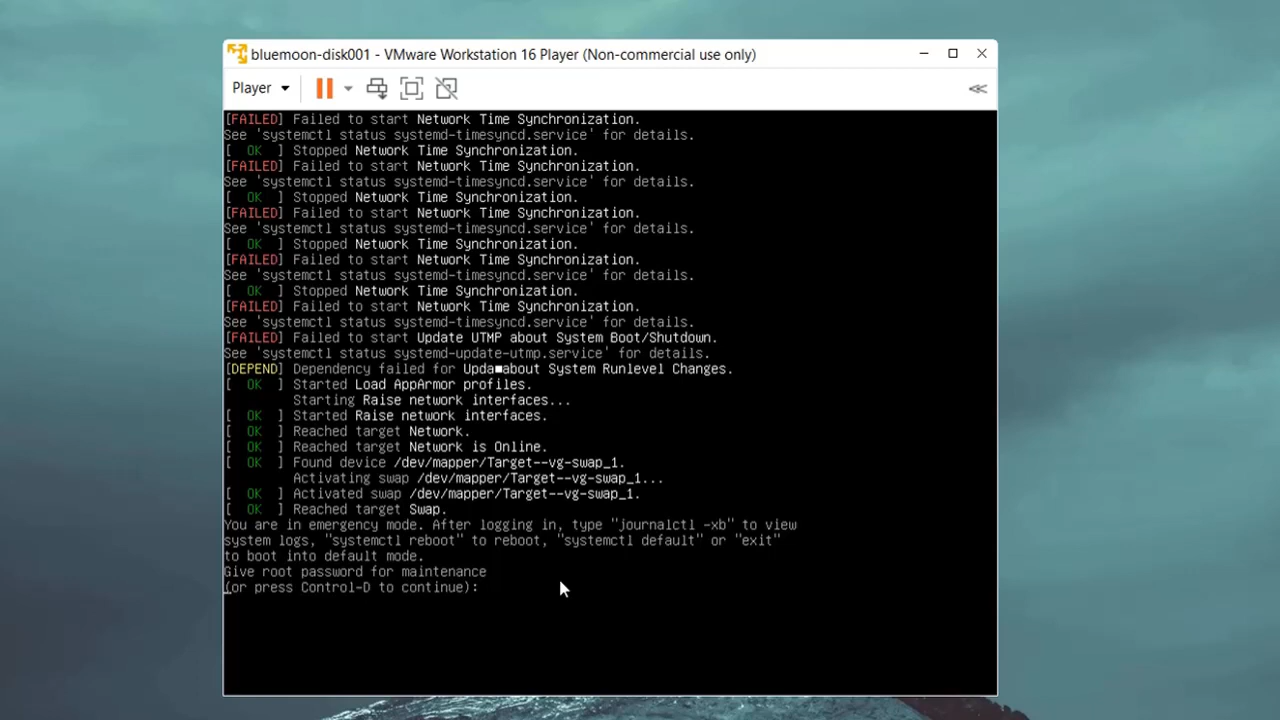 bluemoon-disk001 - VMware Workstation 16 Player (Non-commercial use only)
Player
[FAILED] Failed to start Network Time Synchronization.
See 'systemctl status systemd-timesyncd.service' for details.
[  OK  ] Stopped Network Time Synchronization.
[FAILED] Failed to start Network Time Synchronization.
See 'systemctl status systemd-timesyncd.service' for details.
[  OK  ] Stopped Network Time Synchronization.
[FAILED] Failed to start Network Time Synchronization.
See 'systemctl status systemd-timesyncd.service' for details.
[  OK  ] Stopped Network Time Synchronization.
[FAILED] Failed to start Network Time Synchronization.
See 'systemctl status systemd-timesyncd.service' for details.
[  OK  ] Stopped Network Time Synchronization.
[FAILED] Failed to start Network Time Synchronization.
See 'systemctl status systemd-timesyncd.service' for details.
[FAILED] Failed to start Update UTMP about System Boot/Shutdown.
See 'systemctl status systemd-update-utmp.service' for details.
[DEPEND] Dependency failed for Upda■about System Runlevel Changes.
[  OK  ] Started Load AppArmor profiles.
Starting Raise network interfaces...
[  OK  ] Started Raise network interfaces.
[  OK  ] Reached target Network.
[  OK  ] Reached target Network is Online.
[  OK  ] Found device /dev/mapper/Target--vg-swap_1.
Activating swap /dev/mapper/Target--vg-swap_1...
[  OK  ] Activated swap /dev/mapper/Target--vg-swap_1.
[  OK  ] Reached target Swap.
You are in emergency mode. After logging in, type "journalctl -xb" to view
system logs, "systemctl reboot" to reboot, "systemctl default" or "exit"
to boot into default mode.
Give root password for maintenance
(or press Control-D to continue):